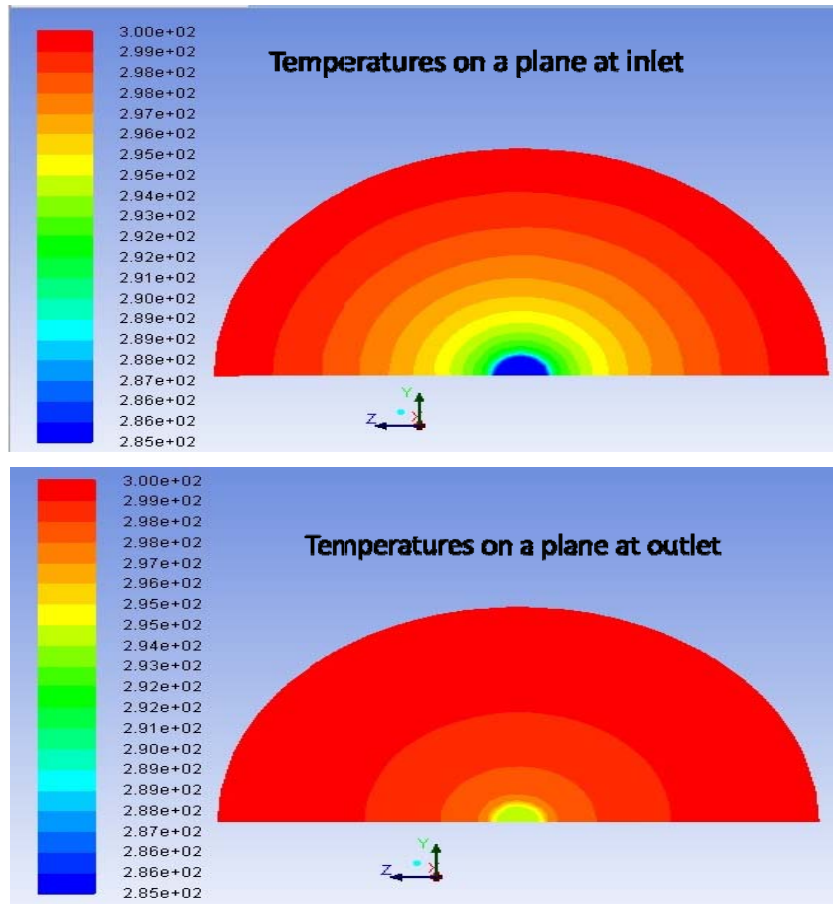 3.00e+02
2.99e+02
2.98e+02
2.98e+02
2.97e+02
2.96e+02
2.95e+02
2.95e+02
2.94e+02
2.93e+02
2.92e+02
2.92e+02
2.91e+02
2.90e+02
2.89e+02
2.89e+02
2.88e+02
2.87e+02
2.86e+02
2.86e+02
2.85e+02
Temperatures on a plane at inlet
Y
Z
X
3.00e+02
2.99e+02
2.98e+02
2.98e+02
2.97e+02
2.96e+02
2.95e+02
2.95e+02
2.94e+02
2.93e+02
2.92e+02
2.92e+02
2.91e+02
2.90e+02
2.89e+02
2.89e+02
2.88e+02
2.87e+02
2.86e+02
2.86e+02
2.85e+02
Temperatures on a plane at outlet
Y
Z
X